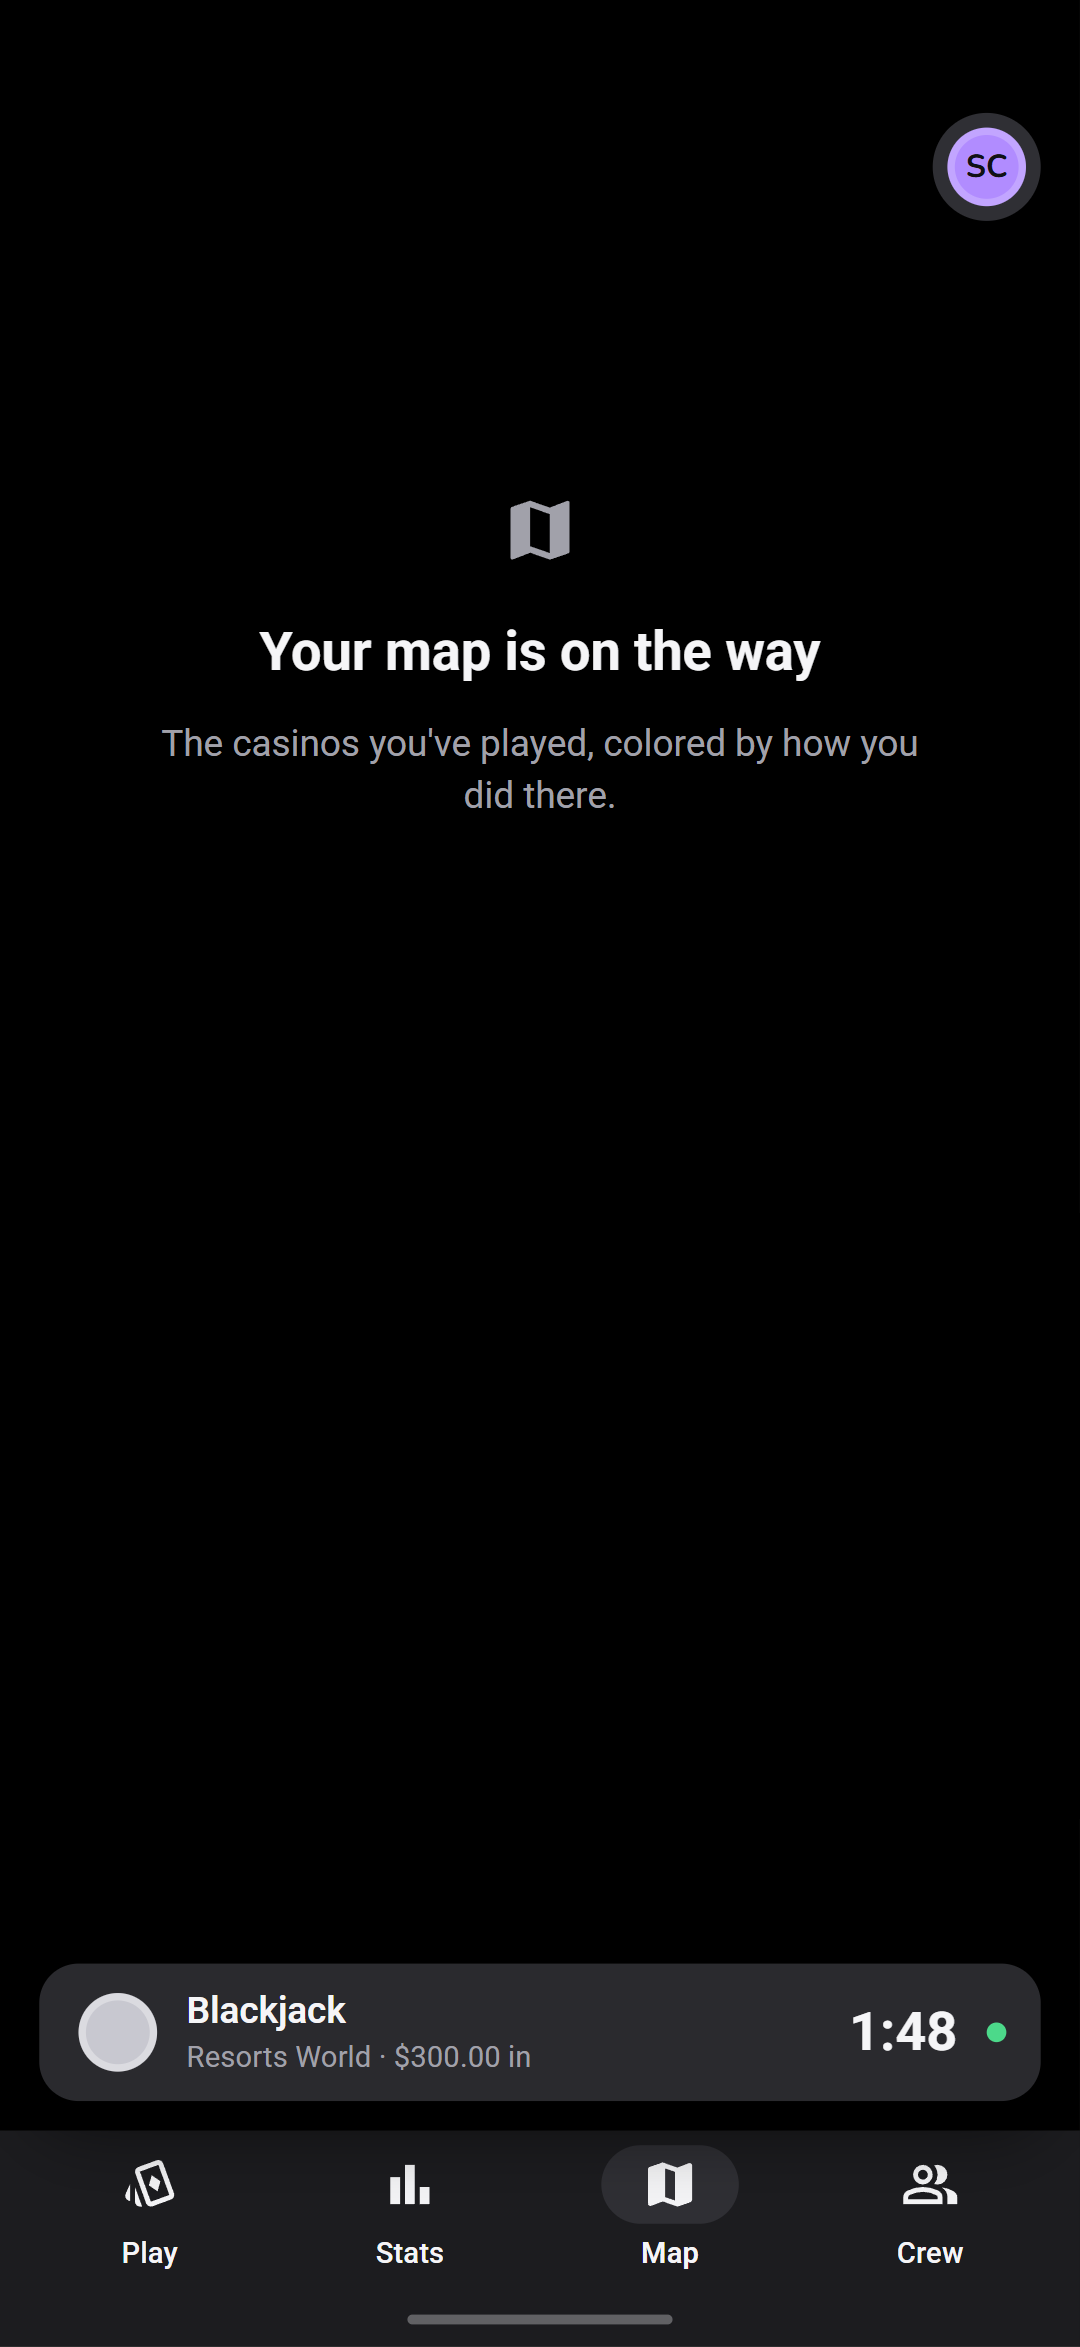 SC
Your map is on the way
The casinos you've played, colored by how you
did there.
Blackjack
Resorts World · $300.00 in
1:48
Play
Stats
Map
Crew